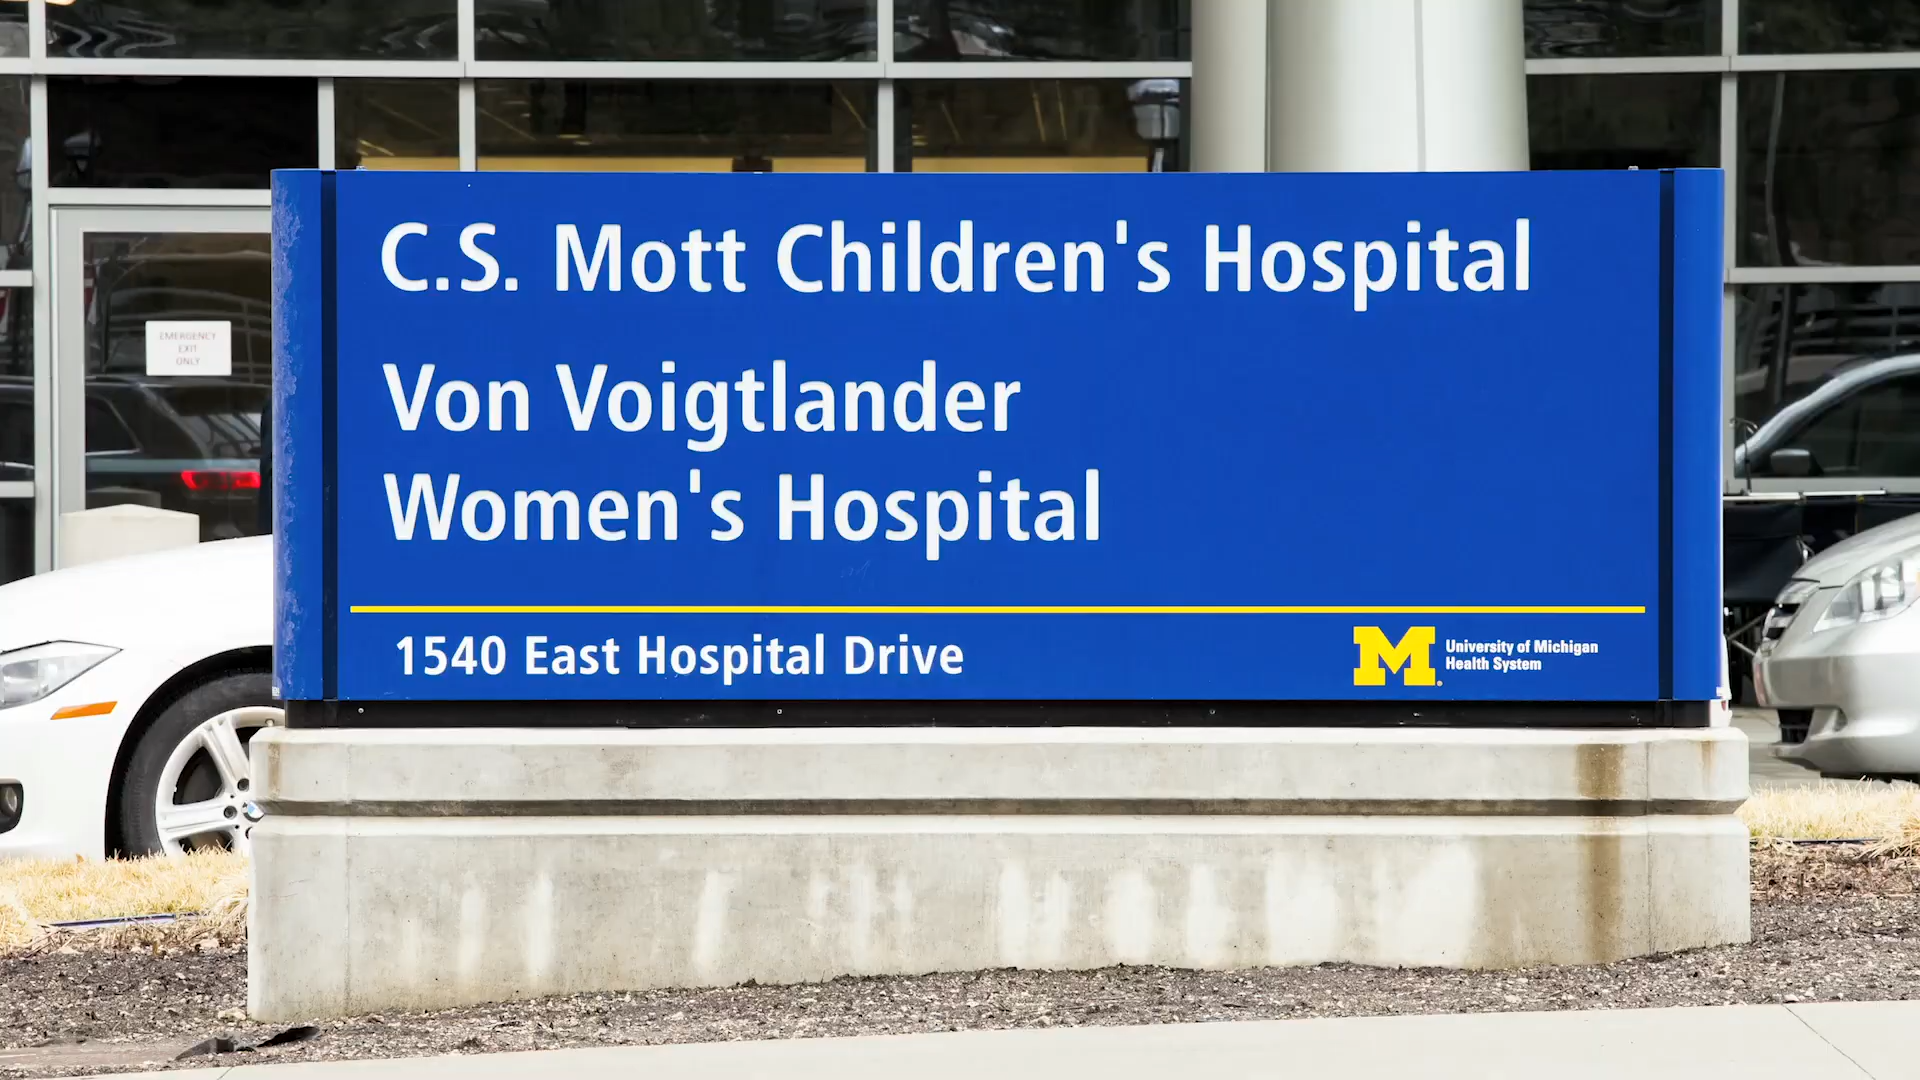 C.S. Mott Children's Hospital
Von Voigtlander
Women's Hospital
1540 East Hospital Drive
M
University of Michigan
Health System
EMERGENCY
EXIT
ONLY